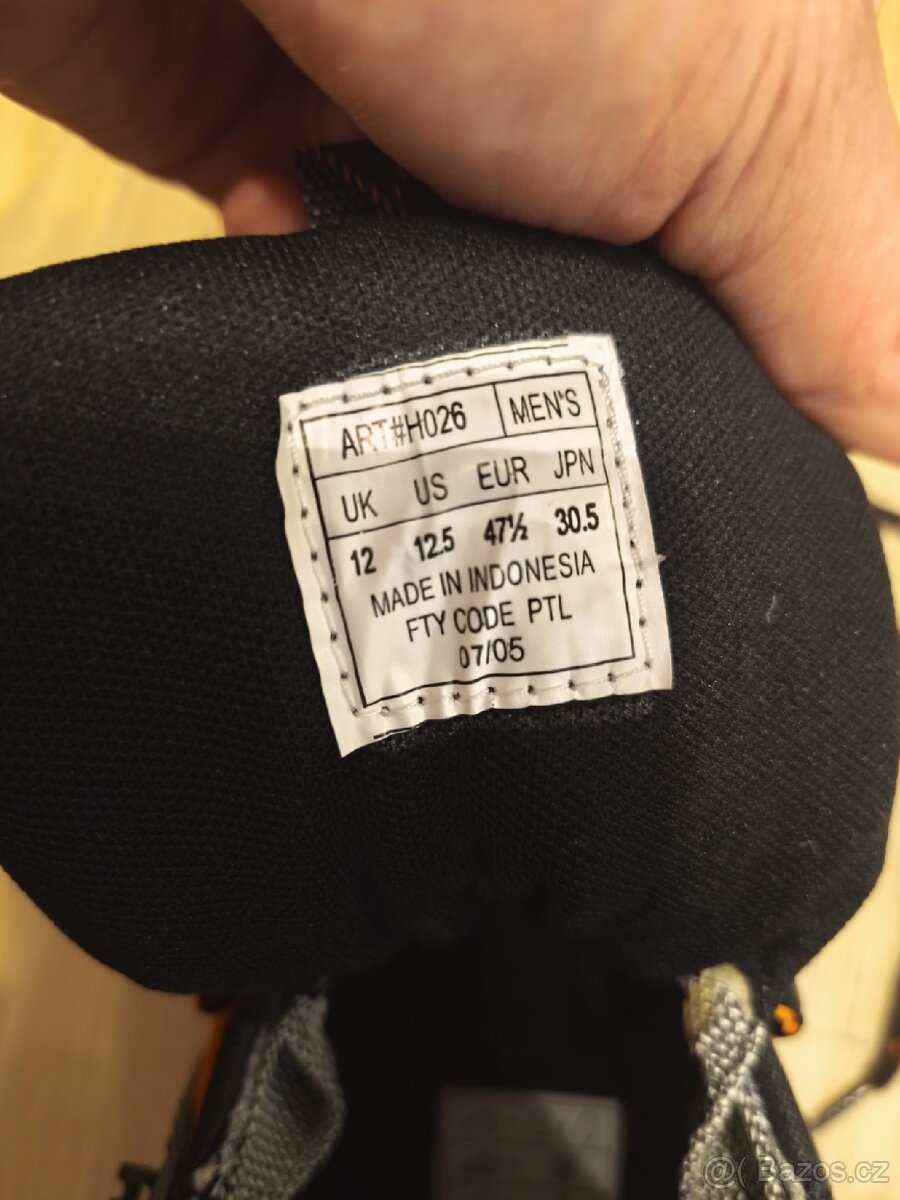 ART#H026 MEN'S
UK US EUR JPN
12 12.5 47½ 30.5
MADE IN INDONESIA
FTY CODE PTL
07/05
@( Bazos.cz